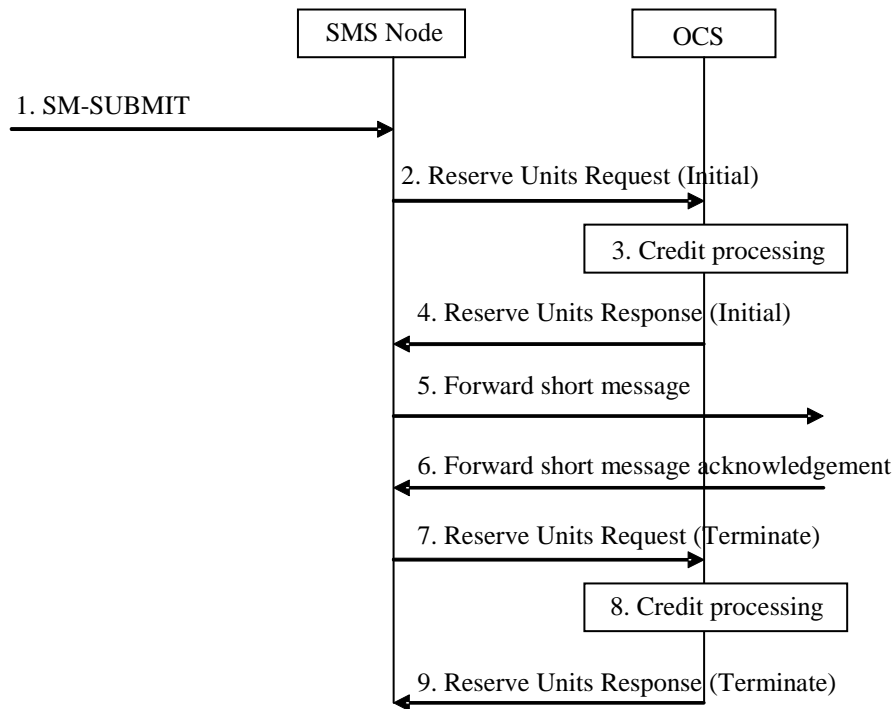 SMS Node
OCS
1. SM-SUBMIT
2. Reserve Units Request (Initial)
3. Credit processing
4. Reserve Units Response (Initial)
5. Forward short message
6. Forward short message acknowledgement
7. Reserve Units Request (Terminate)
8. Credit processing
9. Reserve Units Response (Terminate)